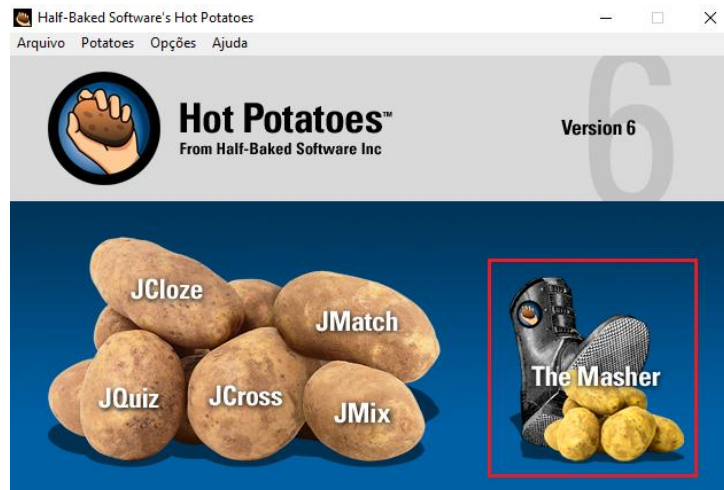 Half-Baked Software's Hot Potatoes
Arquivo Potatoes Opções Ajuda
Hot Potatoes™
From Half-Baked Software Inc
6
Version 6
JCloze
JMatch
JQuiz
JCross
JMix
The Masher